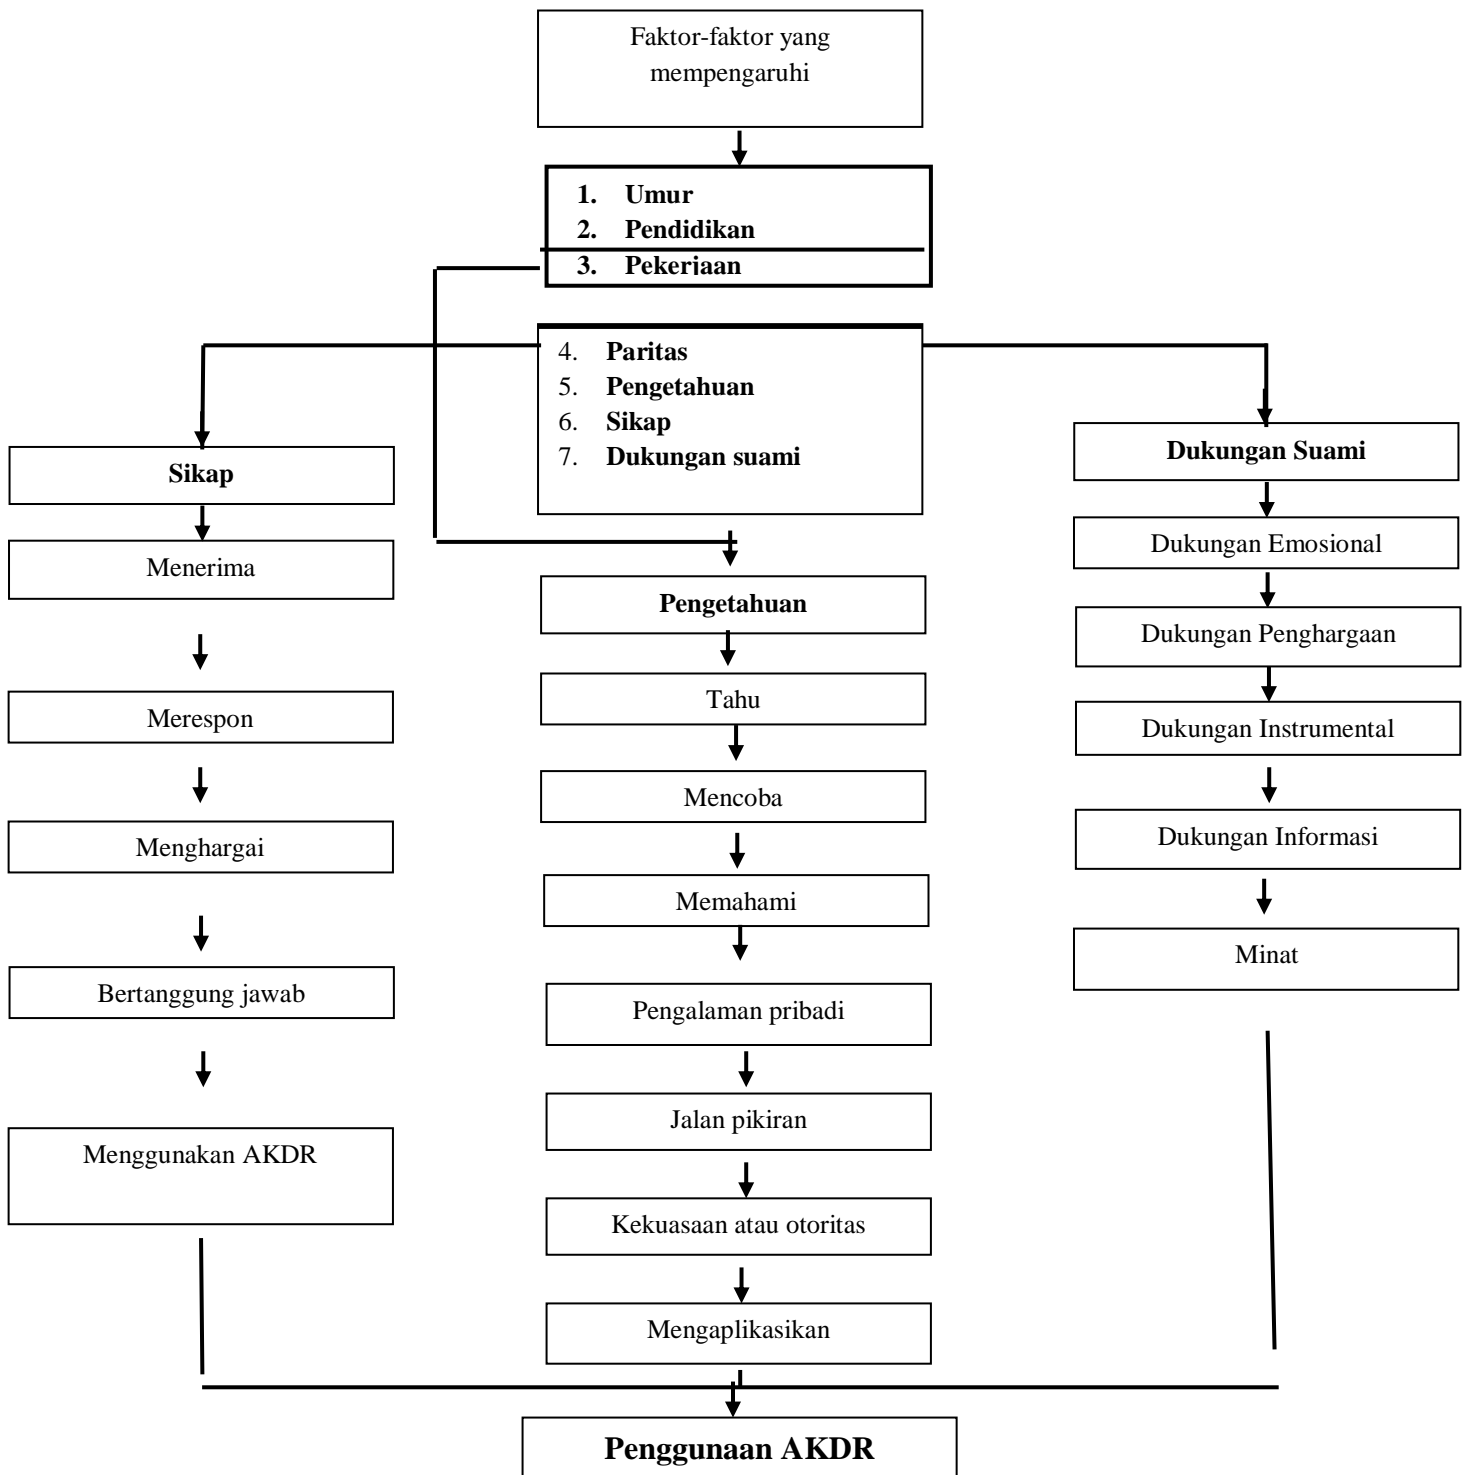 Faktor-faktor yang
mempengaruhi
1. Umur
2. Pendidikan
3. Pekerjaan
4. Paritas
5. Pengetahuan
6. Sikap
7. Dukungan suami
Sikap
Menerima
Merespon
Menghargai
Bertanggung jawab
Menggunakan AKDR
Pengetahuan
Tahu
Mencoba
Memahami
Pengalaman pribadi
Jalan pikiran
Kekuasaan atau otoritas
Mengaplikasikan
Dukungan Suami
Dukungan Emosional
Dukungan Penghargaan
Dukungan Instrumental
Dukungan Informasi
Minat
Penggunaan AKDR